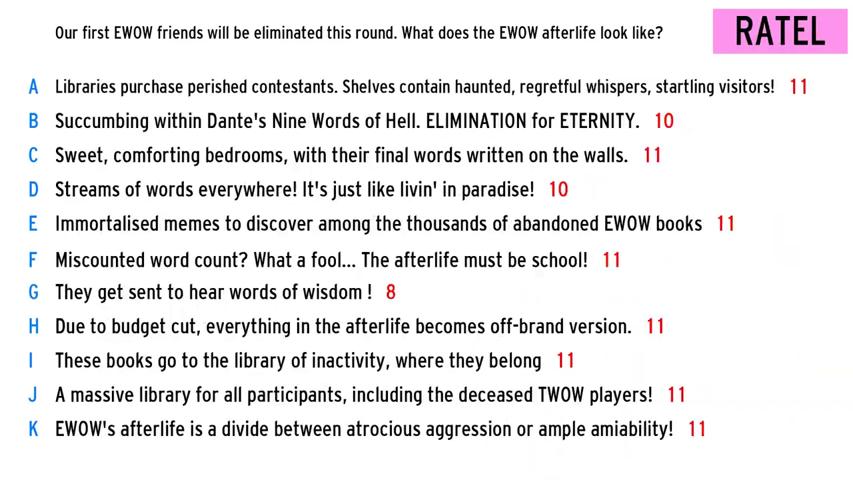 Our first EWOW friends will be eliminated this round. What does the EWOW afterlife look like?
RATEL
A Libraries purchase perished contestants. Shelves contain haunted, regretful whispers, startling visitors! 11
B Succumbing within Dante's Nine Words of Hell. ELIMINATION for ETERNITY. 10
C Sweet, comforting bedrooms, with their final words written on the walls. 11
D Streams of words everywhere! It's just like livin' in paradise! 10
E Immortalised memes to discover among the thousands of abandoned EWOW books 11
F Miscounted word count? What a fool... The afterlife must be school! 11
G They get sent to hear words of wisdom ! 8
H Due to budget cut, everything in the afterlife becomes off-brand version. 11
I These books go to the library of inactivity, where they belong 11
J A massive library for all participants, including the deceased TWOW players! 11
K EWOW's afterlife is a divide between atrocious aggression or ample amiability! 11